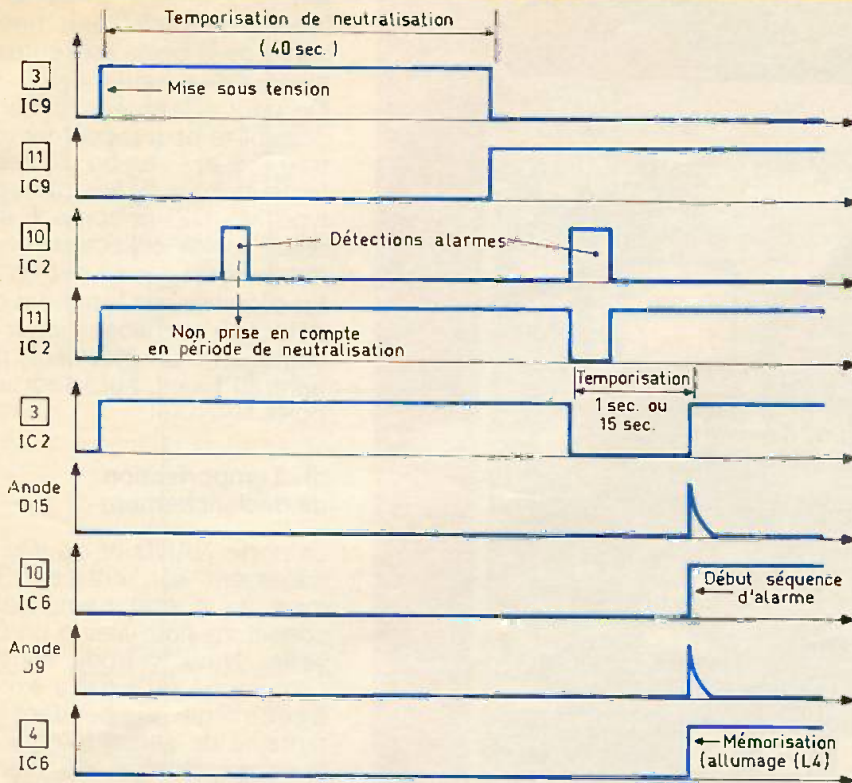 Temporisation de neutralisation
(40 sec.)
3
IC9
Mise sous tension
11
IC9
10
IC2
Détections alarmes
11
IC2
Non prise en compte
en période de neutralisation
3
IC2
Temporisation
1 sec. ou
15 sec.
Anode
D15
10
IC6
Début séquence
d'alarme
Anode
D9
4
IC6
Mémorisation
(allumage (L4)